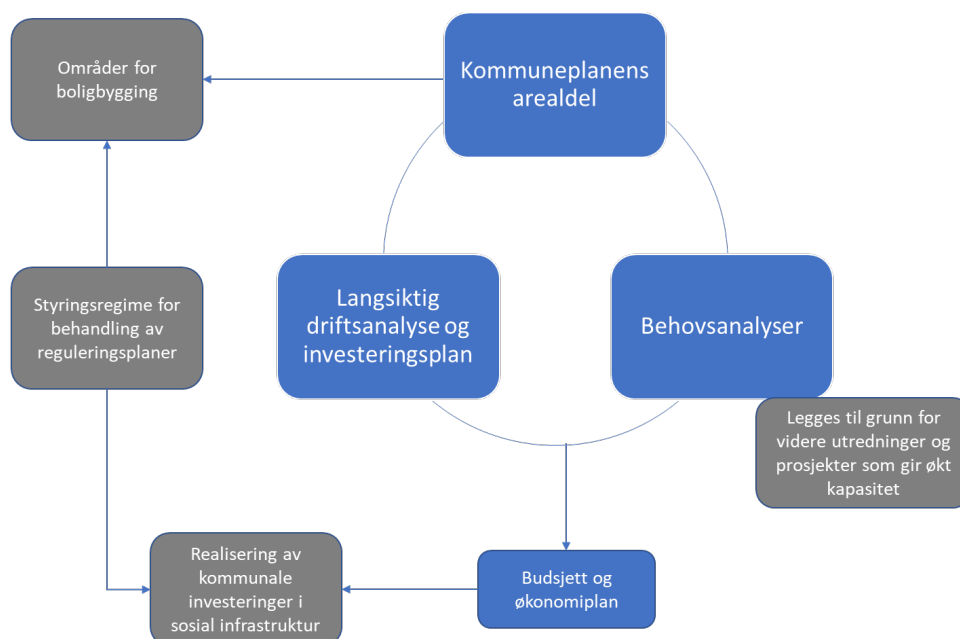 Områder for
boligbygging
Kommuneplanens
arealdel
Styringsregime for
behandling av
reguleringsplaner
Langsiktig
driftsanalyse og
investeringsplan
Behovsanalyser
Legges til grunn for
videre utredninger og
prosjekter som gir økt
kapasitet
Realisering av
kommunale
investeringer i
sosial infrastruktur
Budsjett og
økonomiplan